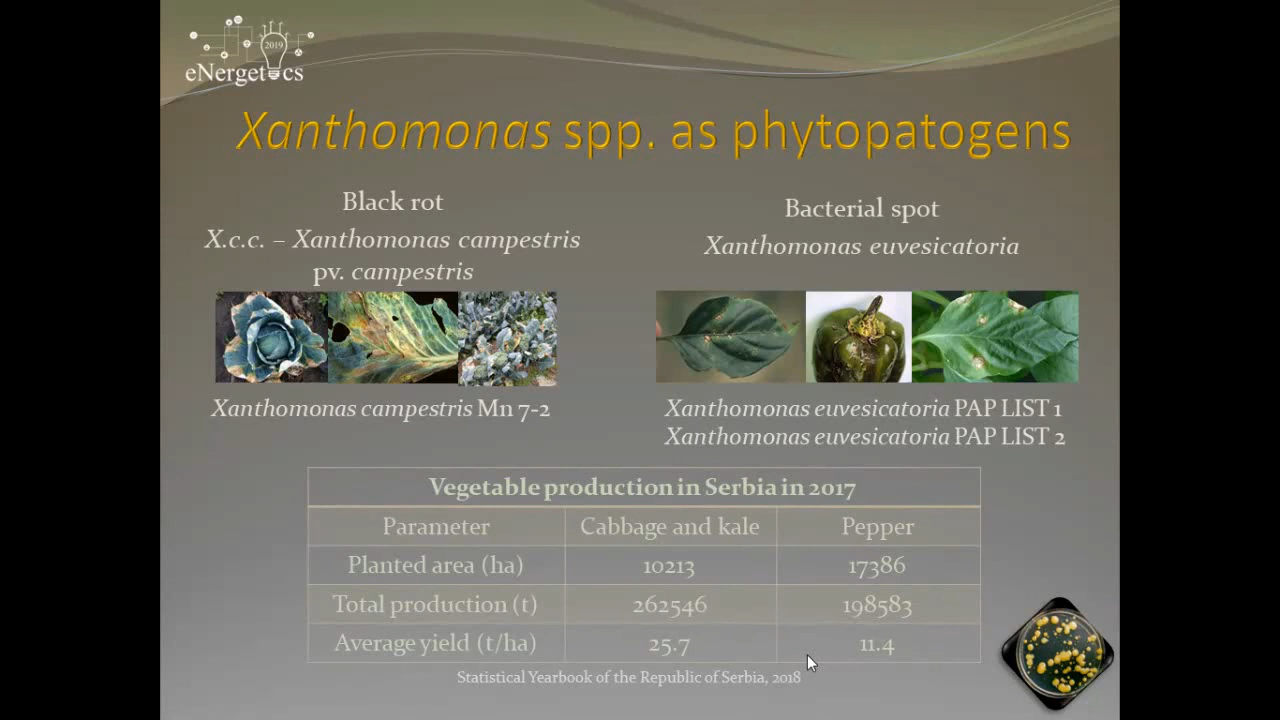 2019
eNergetics
Xanthomonas spp. as phytopatogens
Black rot
X.c.c. – Xanthomonas campestris
pv. campestris
Xanthomonas campestris Mn 7-2
Bacterial spot
Xanthomonas euvesicatoria
Xanthomonas euvesicatoria PAP LIST 1
Xanthomonas euvesicatoria PAP LIST 2
Vegetable production in Serbia in 2017
Parameter Cabbage and kale Pepper
Planted area (ha) 10213 17386
Total production (t) 262546 198583
Average yield (t/ha) 25.7 11.4
Statistical Yearbook of the Republic of Serbia, 2018